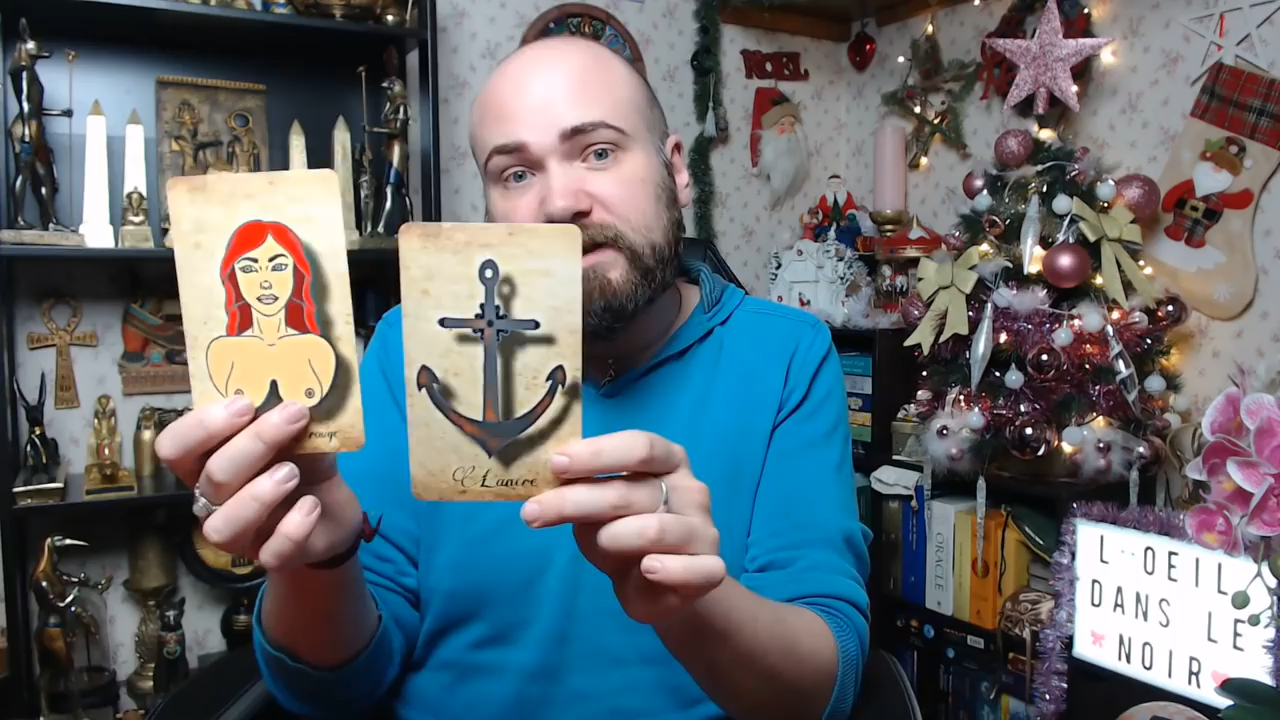 NOEL
rouge
L'ancre
ORACLE
L'OEIL
DANS LE
NOIR